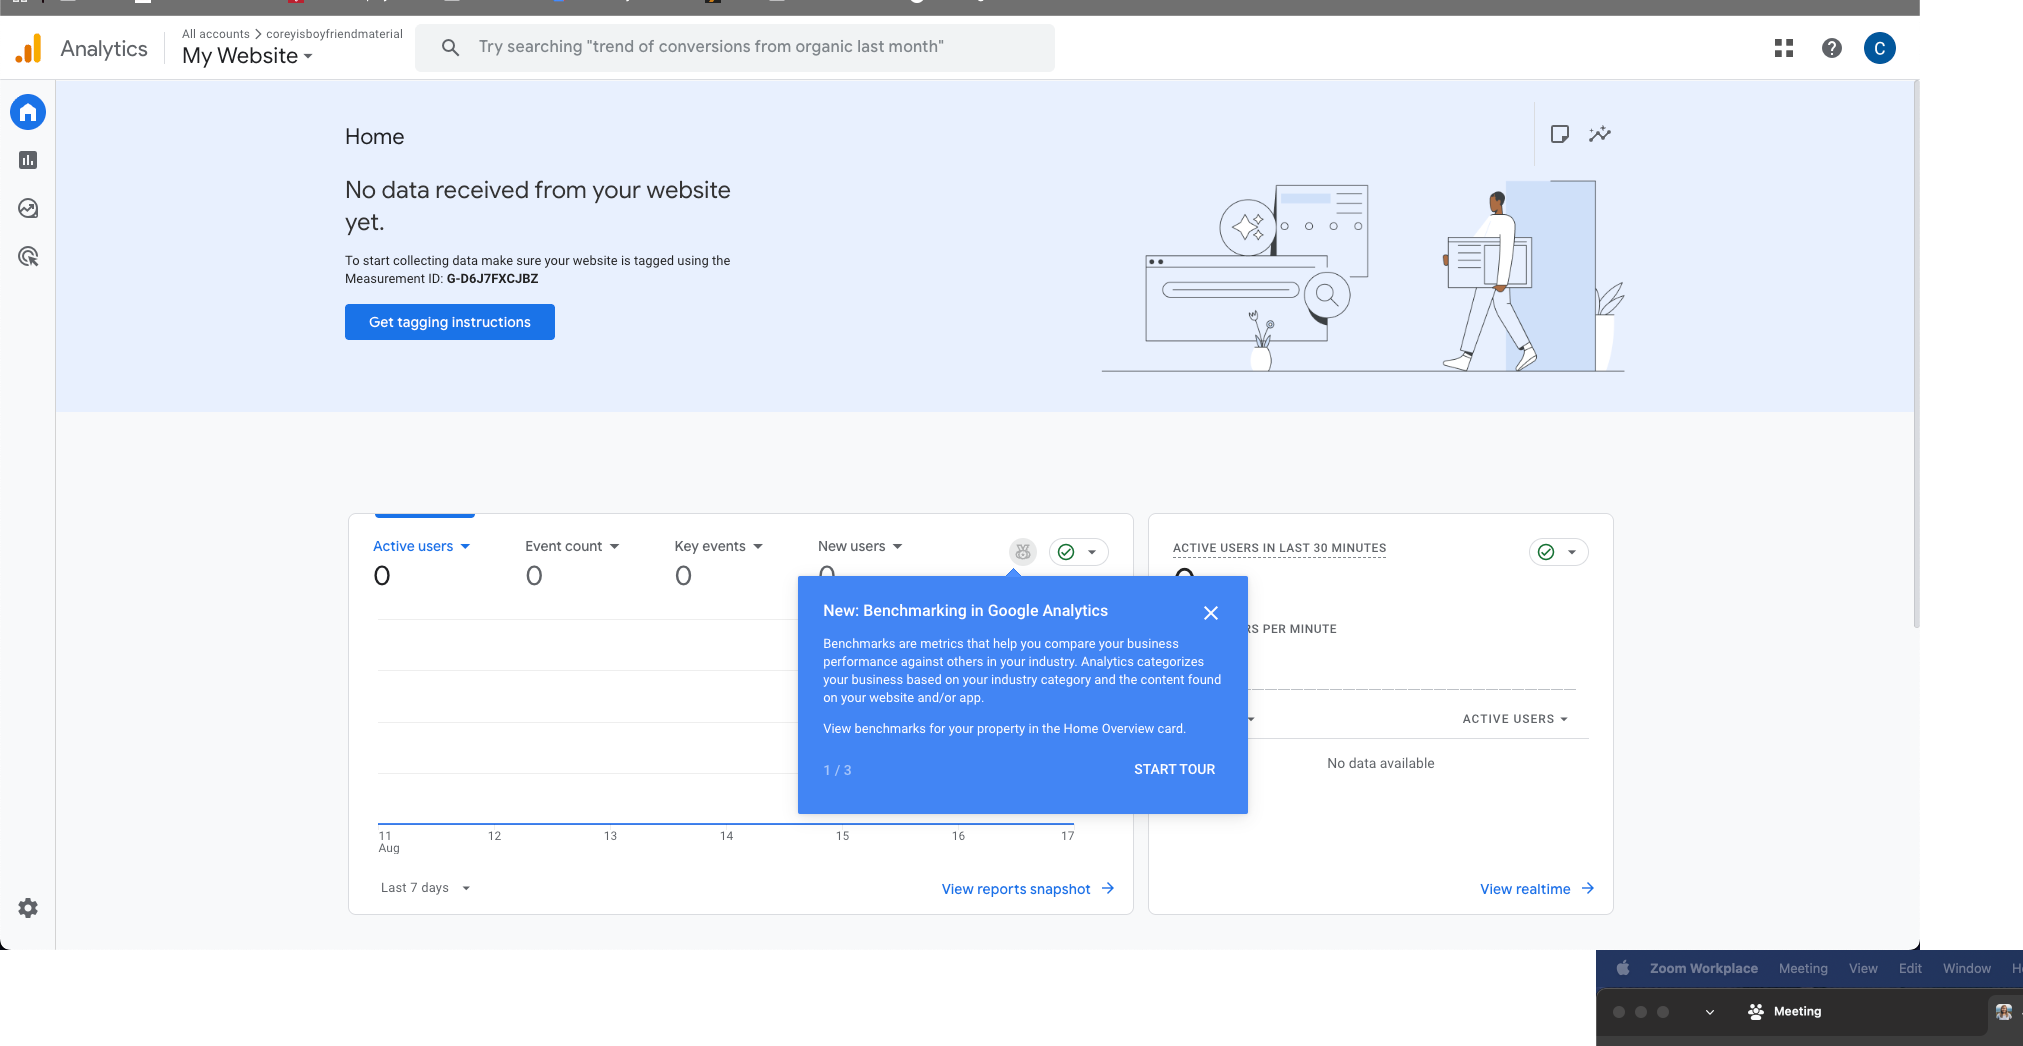 Analytics
All accounts > coreyisboyfriendmaterial
My Website
Try searching "trend of conversions from organic last month"
C
Home
No data received from your website
yet.
To start collecting data make sure your website is tagged using the
Measurement ID: G-D6J7FXCJBZ
Get tagging instructions
Active users
0
Event count
0
Key events
0
New users
0
ACTIVE USERS IN LAST 30 MINUTES
0
New: Benchmarking in Google Analytics
Benchmarks are metrics that help you compare your business
performance against others in your industry. Analytics categorizes
your business based on your industry category and the content found
on your website and/or app.
View benchmarks for your property in the Home Overview card.
1 / 3
START TOUR
PER MINUTE
ACTIVE USERS
No data available
11
Aug
12
13
14
15
16
17
Last 7 days
View reports snapshot
View realtime
Zoom Workplace
Meeting
View
Edit
Window
Meeting